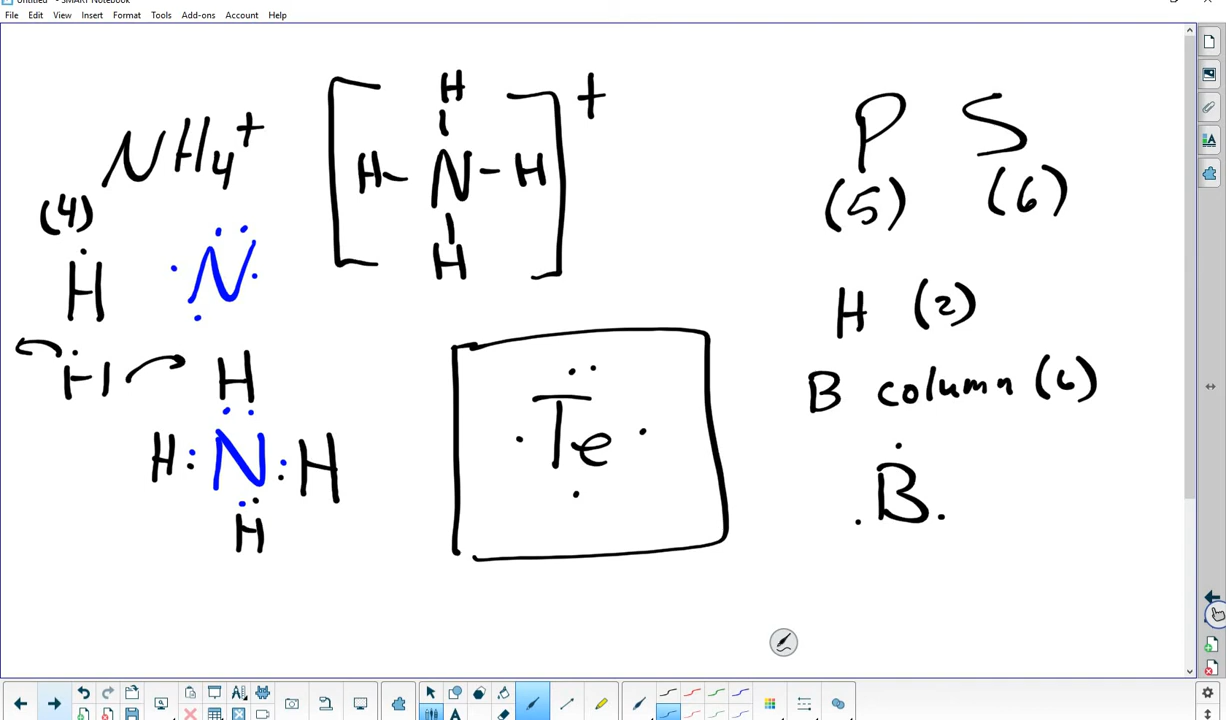 Untitled * - SMART Notebook
File Edit View Insert Format Tools Add-ons Account Help
NH4+
(4)
H N
H
H
H N H
H
[
H
H - N - H
H
] +
Te
P S
(5) (6)
H (2)
B column (6)
B